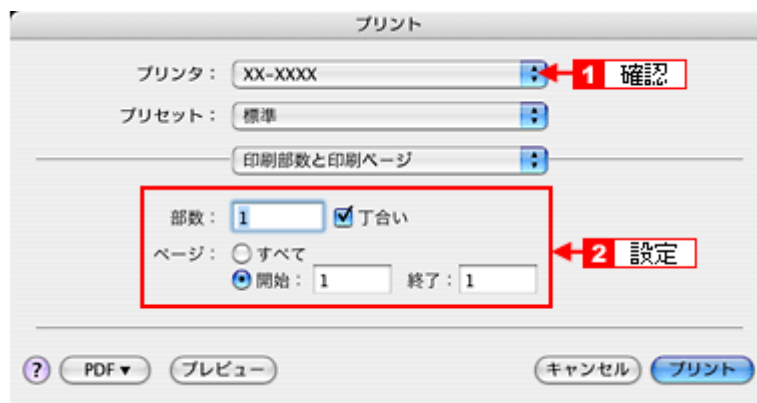 プリント
プリンタ： XX-XXXX 1 確認
プリセット： 標準
印刷部数と印刷ページ
部数： 1 丁合い
ページ： すべて
開始： 1 終了： 1 2 設定
? PDF▼ プレビュー キャンセル プリント